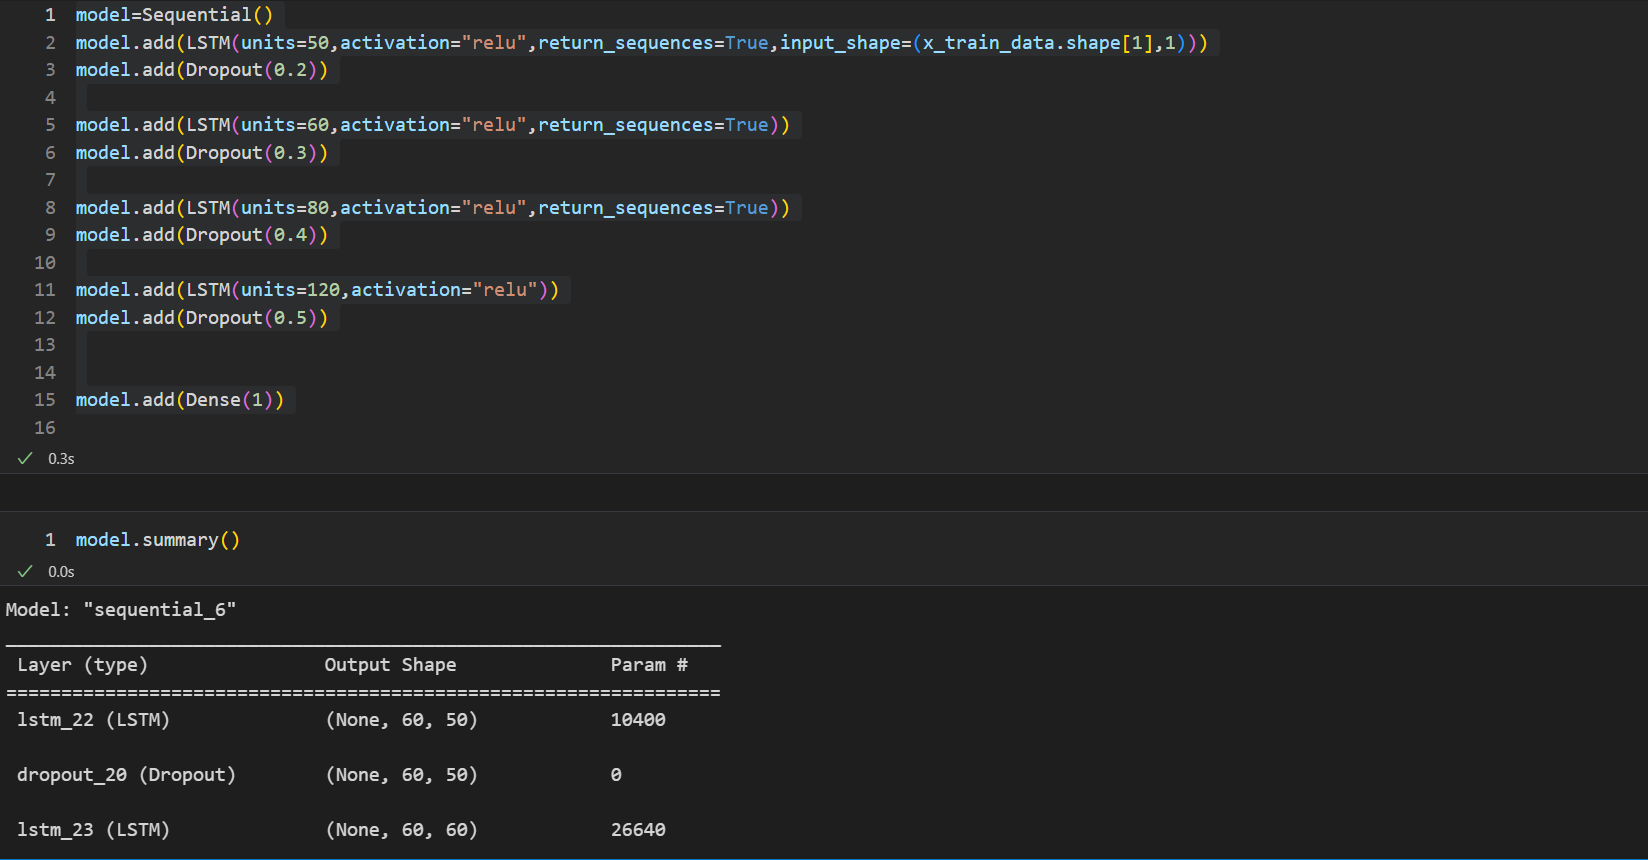 1 model=Sequential()
2 model.add(LSTM(units=50,activation="relu",return_sequences=True,input_shape=(x_train_data.shape[1],1)))
3 model.add(Dropout(0.2))
4
5 model.add(LSTM(units=60,activation="relu",return_sequences=True))
6 model.add(Dropout(0.3))
7
8 model.add(LSTM(units=80,activation="relu",return_sequences=True))
9 model.add(Dropout(0.4))
10
11 model.add(LSTM(units=120,activation="relu"))
12 model.add(Dropout(0.5))
13
14
15 model.add(Dense(1))
16
✓ 0.3s
1 model.summary()
✓ 0.0s
Model: "sequential_6"
_________________________________________________________________
Layer (type) Output Shape Param #
=================================================================
lstm_22 (LSTM) (None, 60, 50) 10400
dropout_20 (Dropout) (None, 60, 50) 0
lstm_23 (LSTM) (None, 60, 60) 26640